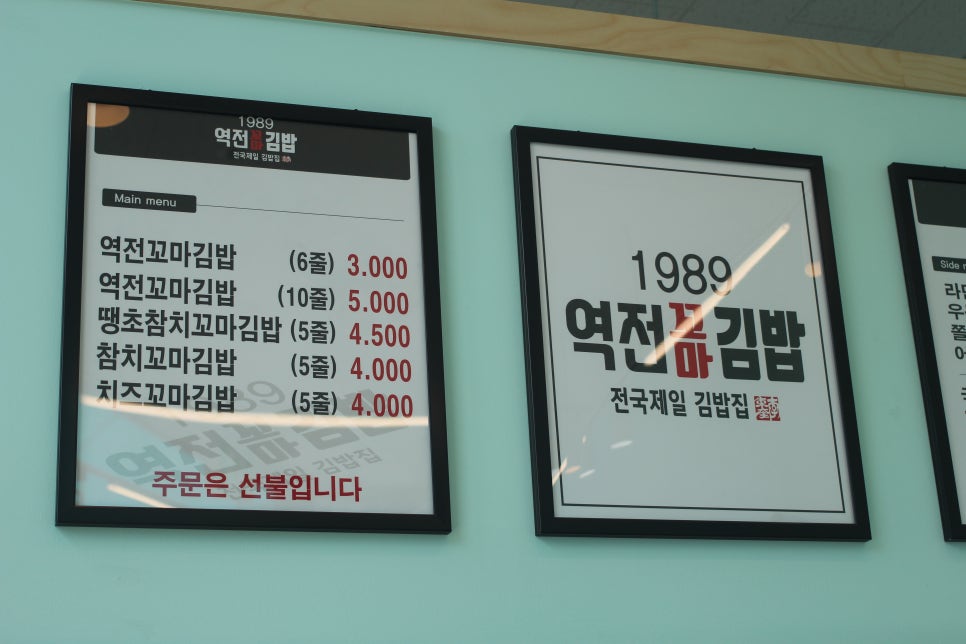 1989
역전꼬마김밥
전국제일 김밥집
Main menu
역전꼬마김밥 (6줄) 3.000
역전꼬마김밥 (10줄) 5.000
땡초참치꼬마김밥 (5줄) 4.500
참치꼬마김밥 (5줄) 4.000
치즈꼬마김밥 (5줄) 4.000
주문은 선불입니다
1989
역전꼬마김밥
전국제일 김밥집
Side